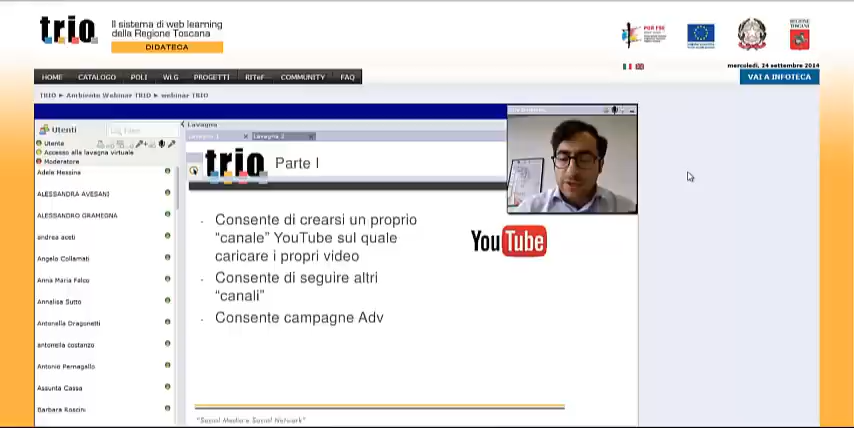 trio
Il sistema di web learning
della Regione Toscana
DIDATECA
POR FSE
REGIONE
TOSCANA
mercoledì, 24 settembre 2014
VAI A INFOTECA
HOME CATALOGO POLI WLG PROGETTI RITeF COMMUNITY FAQ
TRIO ► Ambiente Webinar TRIO ► webinar TRIO
Utenti
Utente
Accesso alla lavagna virtuale
Moderatore
Adele Messina
ALESSANDRA AVESANI
ALESSANDRO GRAMEGNA
andrea aceti
Angelo Collamati
Anna Maria Falco
Annalisa Sutto
Antonella Dragonetti
antonella costanzo
Antonio Pernagallo
Assunta Cassa
Barbara Roscini
Lavagna
Lavagna 1 Lavagna 2
trio Parte I
- Consente di crearsi un proprio
“canale” YouTube sul quale
caricare i propri video
- Consente di seguire altri
“canali”
- Consente campagne Adv
YouTube
"Social Media e Social Network"